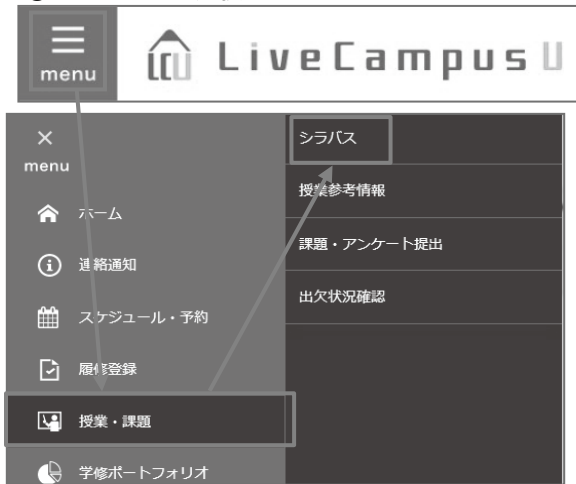 menu
LiveCampusU
menu
ホーム
連絡通知
スケジュール・予約
履修登録
授業・課題
学修ポートフォリオ
シラバス
授業参考情報
課題・アンケート提出
出欠状況確認